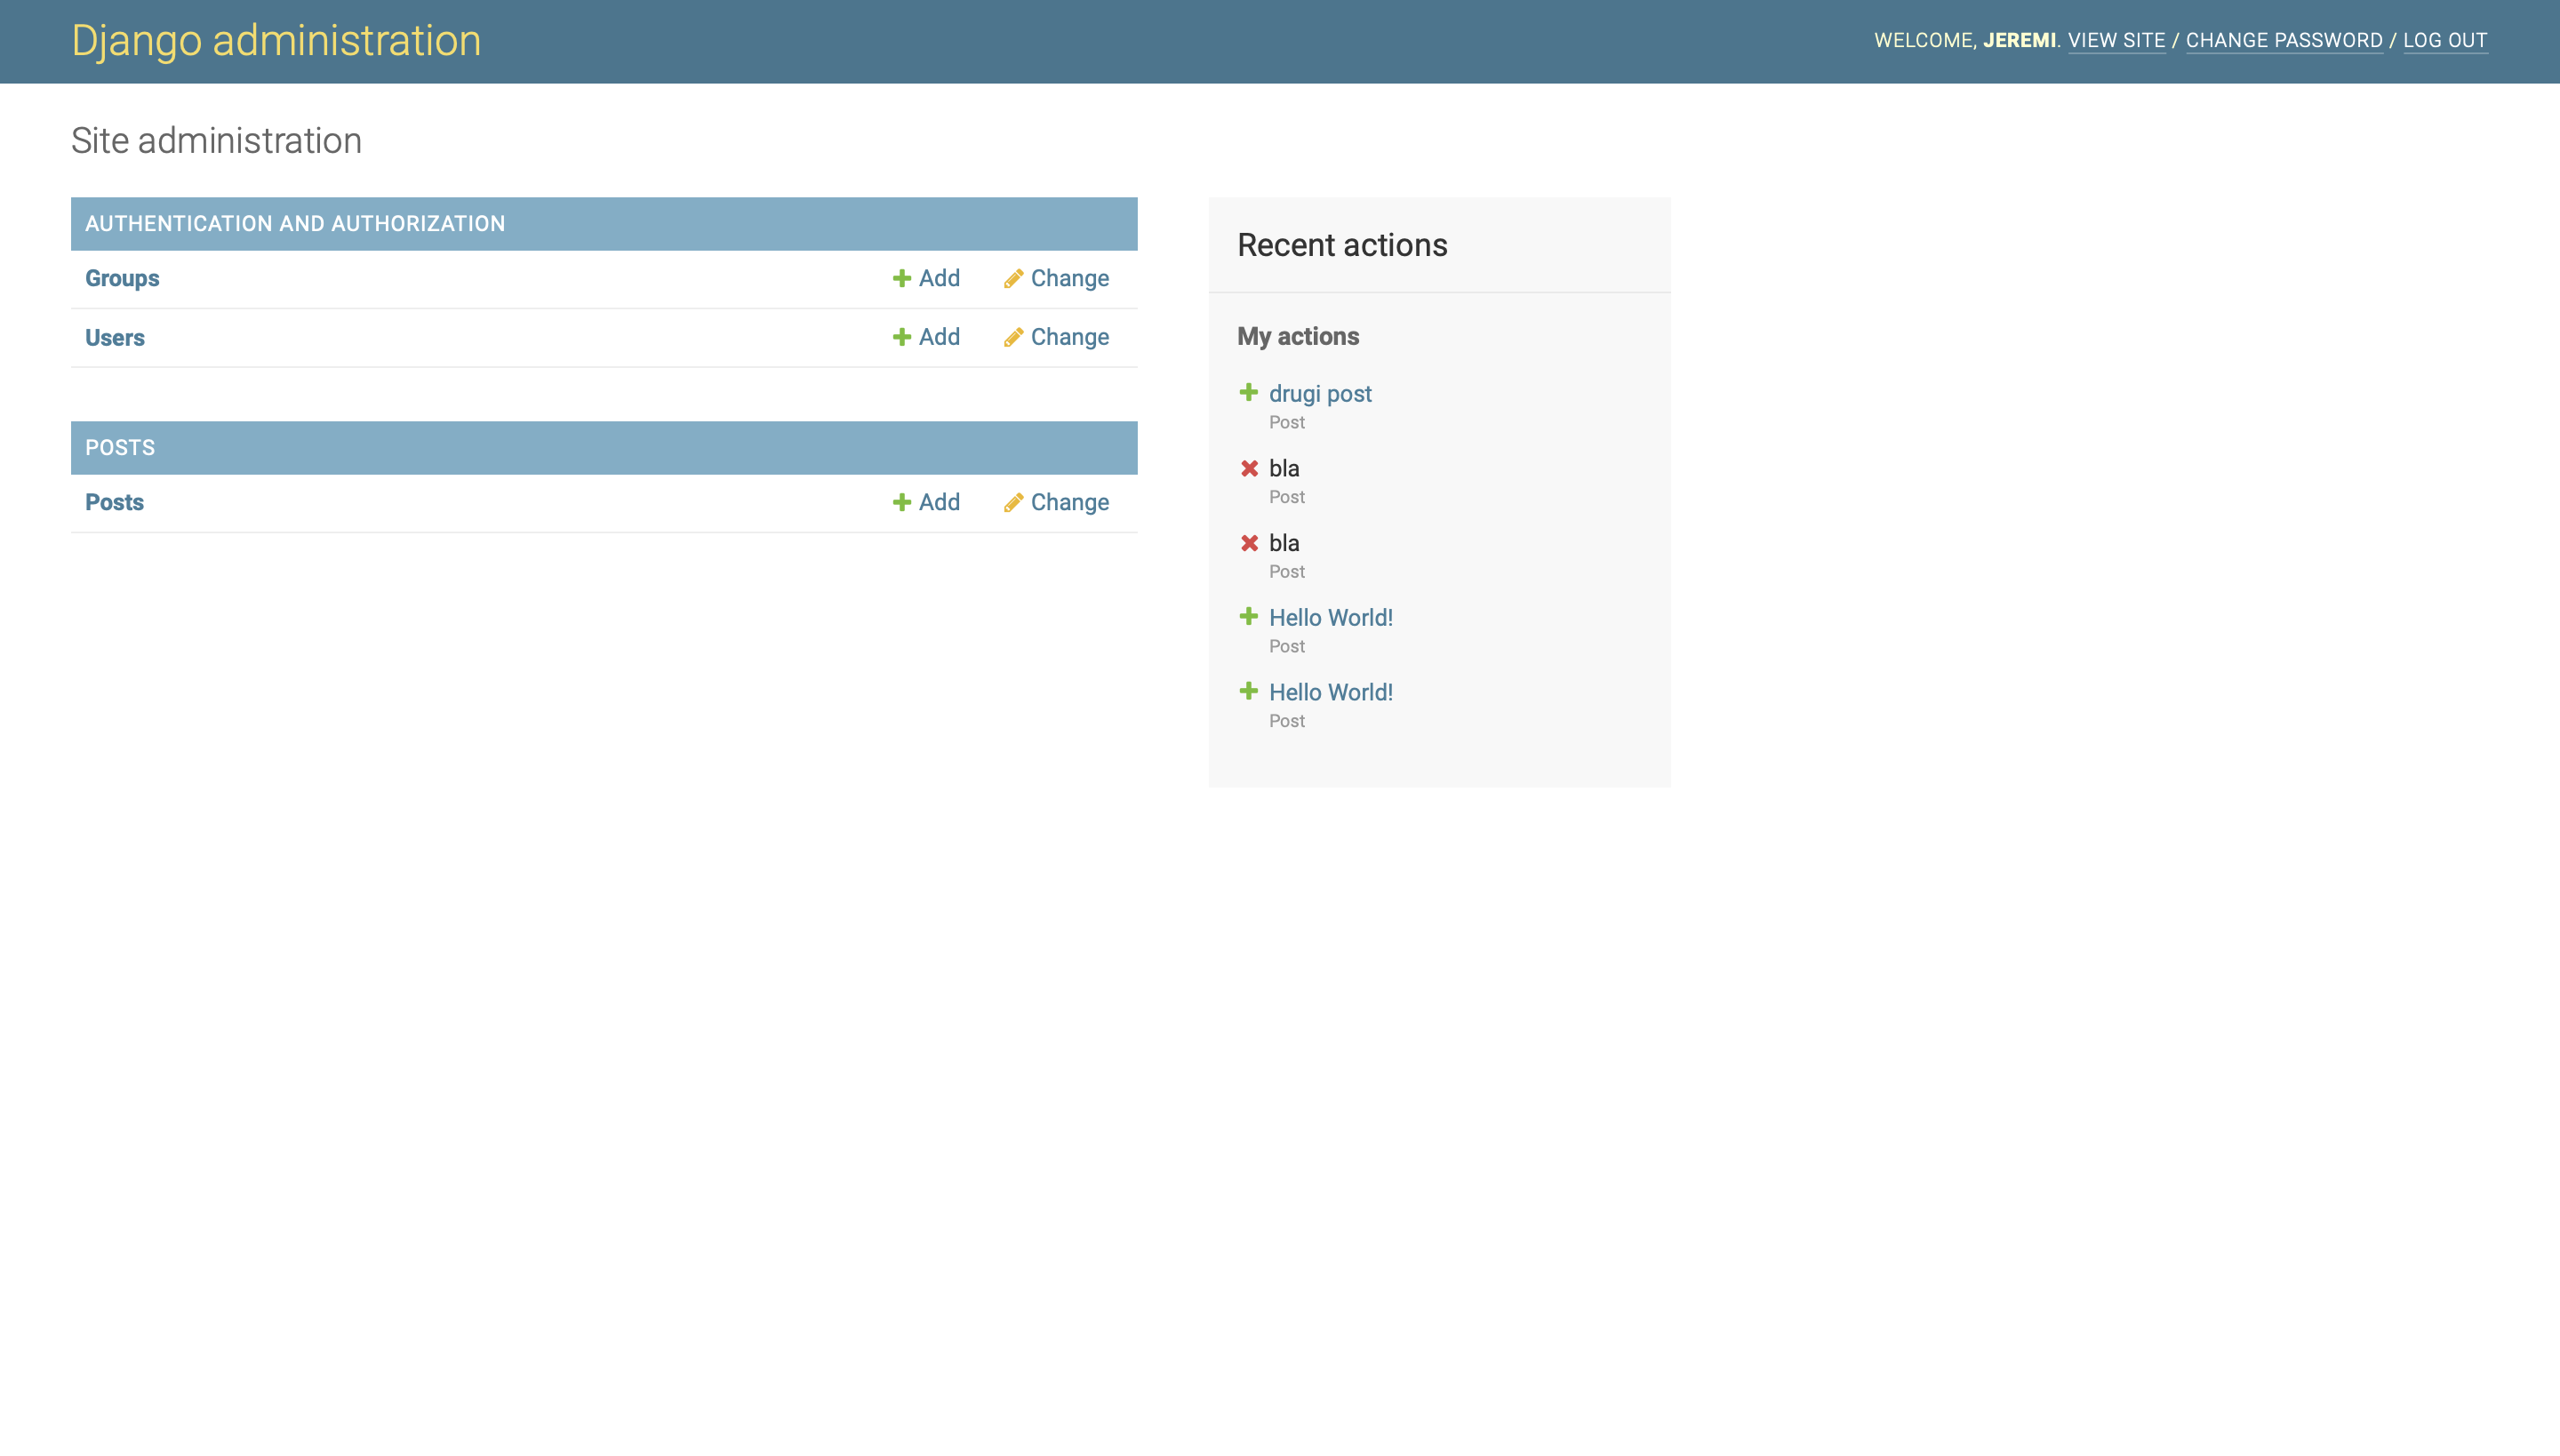 Django administration
WELCOME, JEREMI. VIEW SITE / CHANGE PASSWORD / LOG OUT
Site administration
AUTHENTICATION AND AUTHORIZATION
Groups Add Change
Users Add Change
POSTS
Posts Add Change
Recent actions
My actions
drugi post
Post
bla
Post
bla
Post
Hello World!
Post
Hello World!
Post